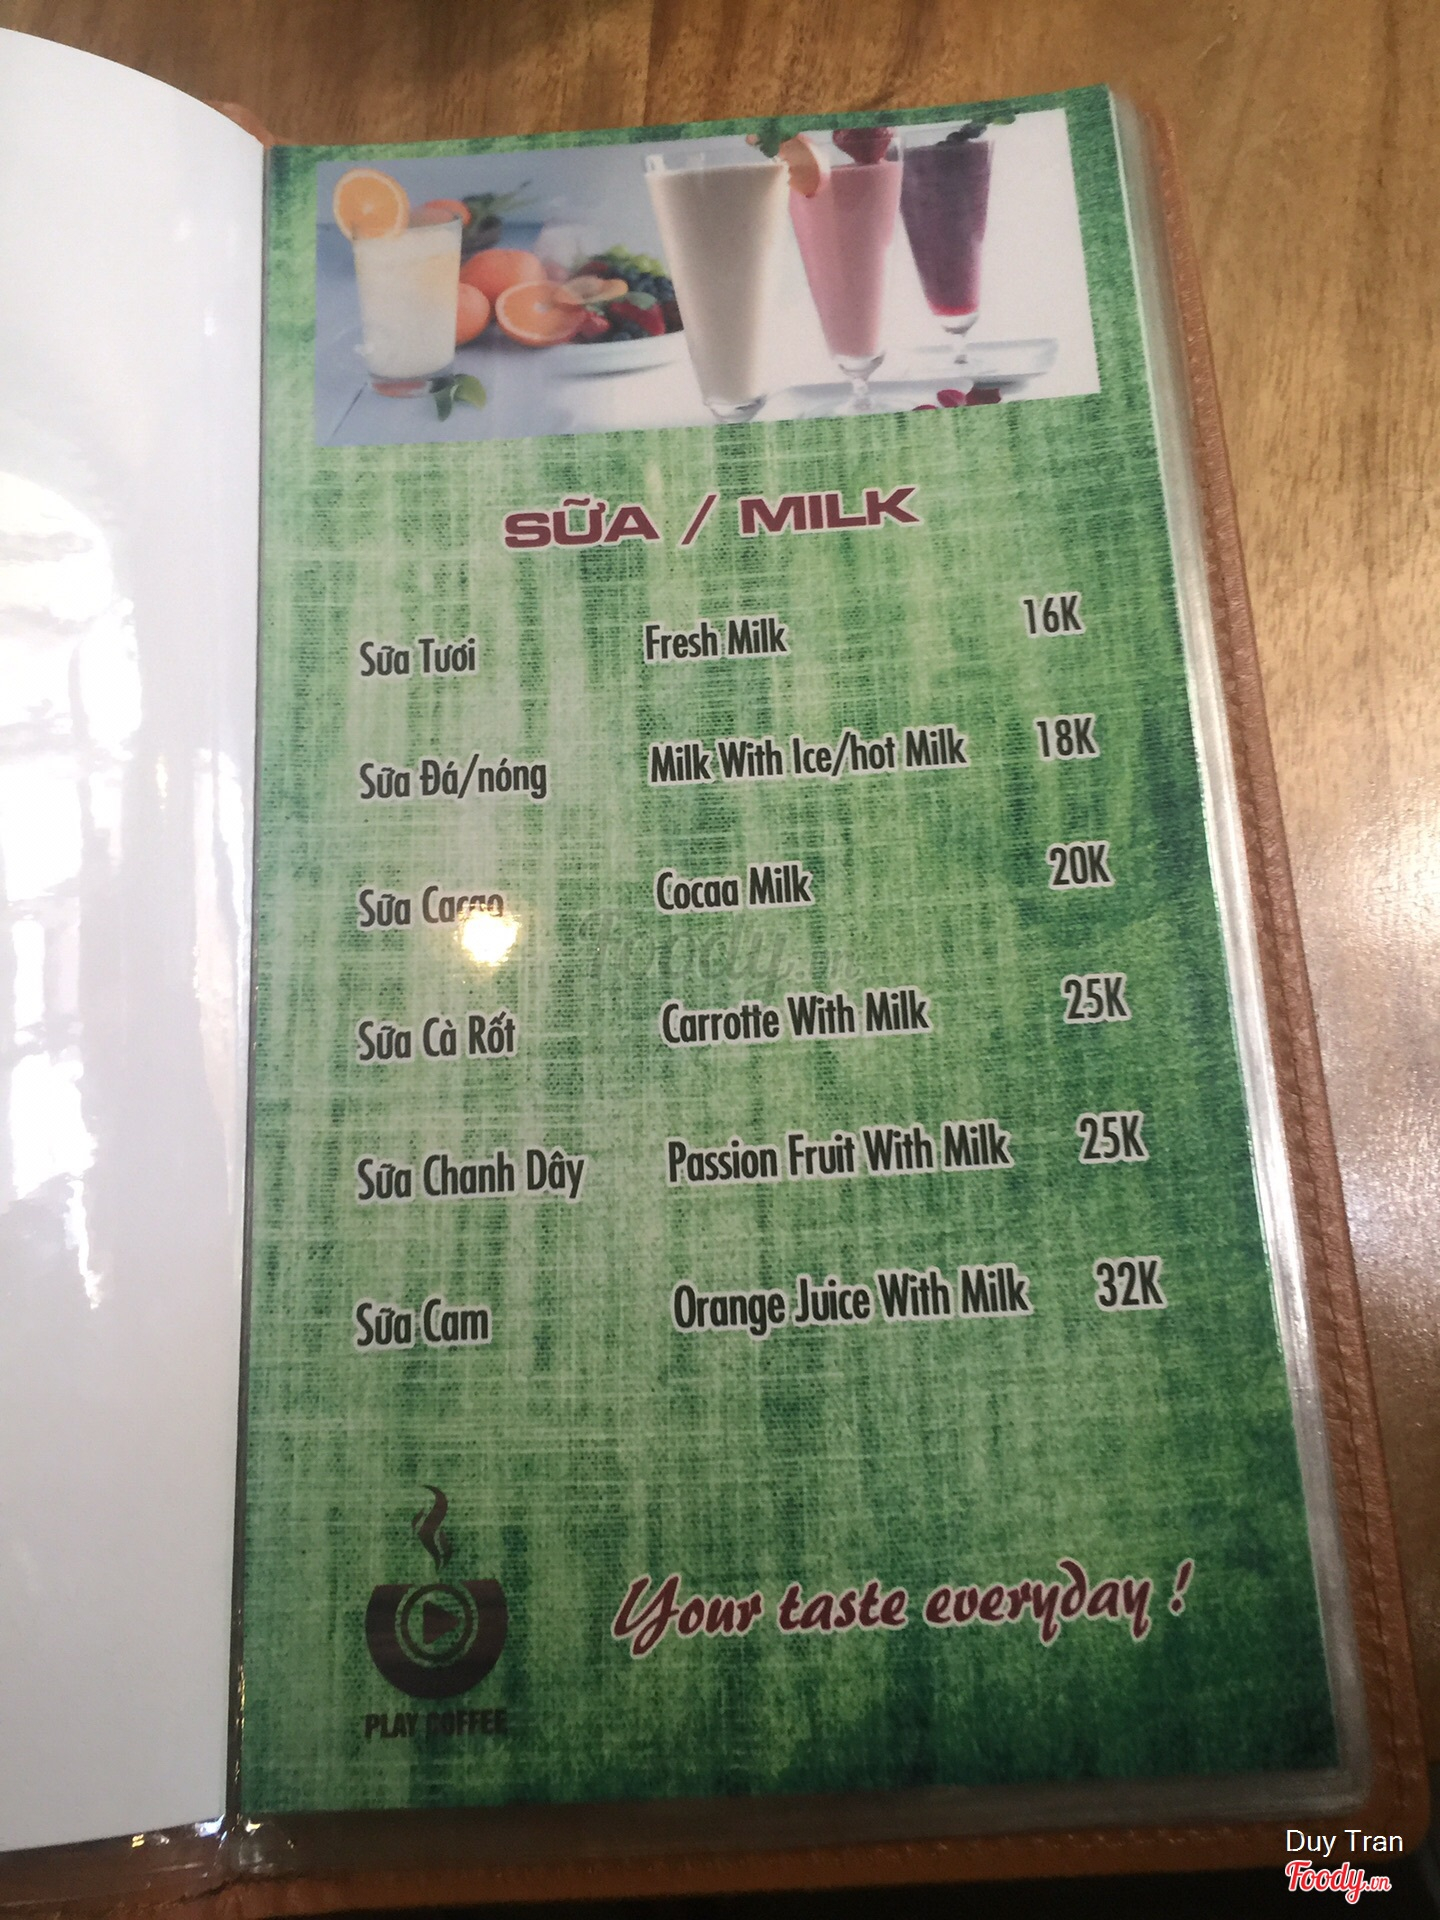 SỮA / MILK
Sữa Tươi Fresh Milk 16K
Sữa Đá/nóng Milk With Ice/hot Milk 18K
Sữa Cacao Cocaa Milk 20K
Sữa Cà Rốt Carrotte With Milk 25K
Sữa Chanh Dây Passion Fruit With Milk 25K
Sữa Cam Orange Juice With Milk 32K
Your taste everyday !
PLAY COFFEE
Foody.vn
Duy Tran
Foody.vn